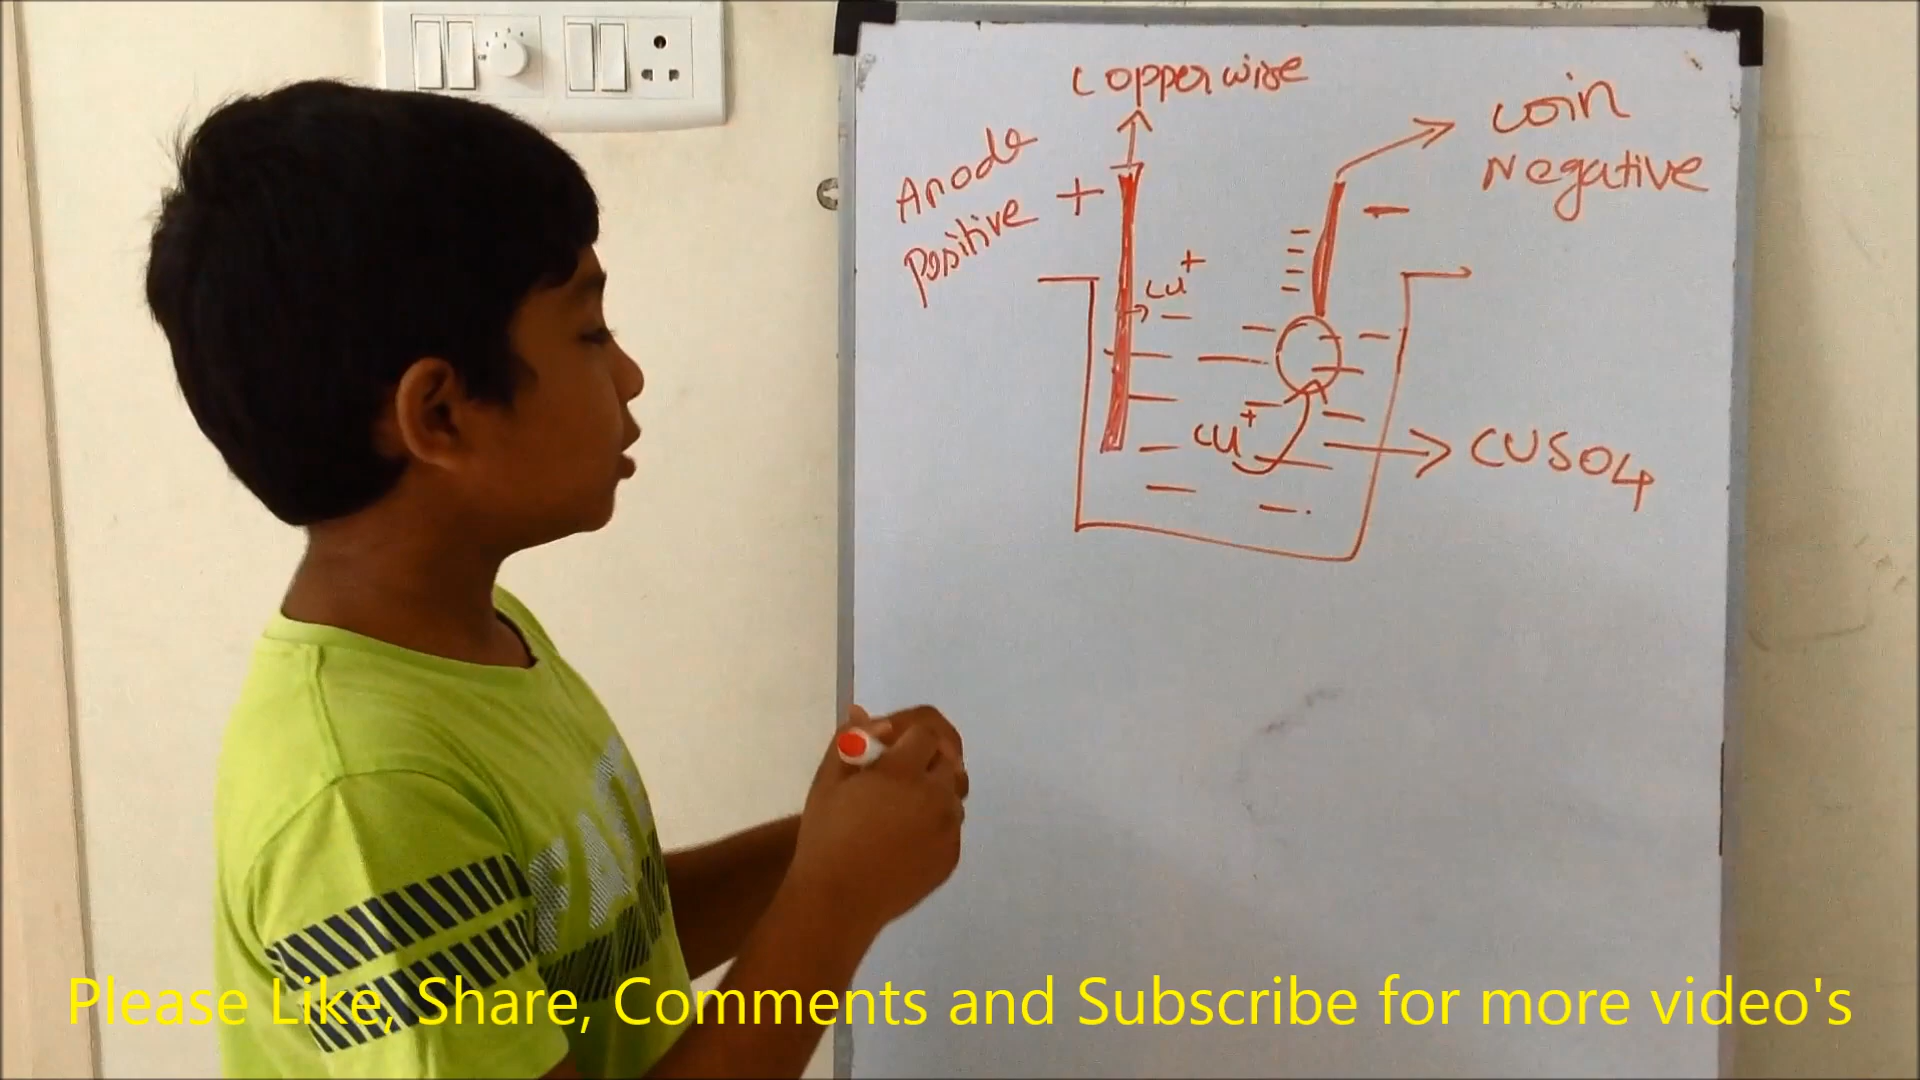 Copper wire
Anode
Positive
+
Coin
Negative
-
Cu+
Cu+
CUSO4
Please Like, Share, Comments and Subscribe for more video's